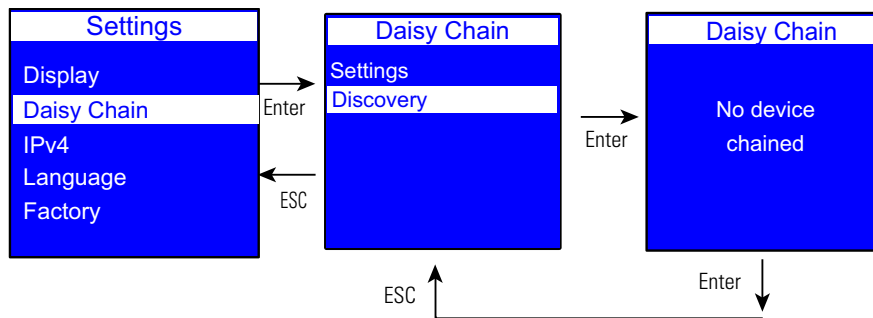 Settings
Display
Daisy Chain
IPv4
Language
Factory
Enter
ESC
Daisy Chain
Settings
Discovery
Enter
Daisy Chain
No device
chained
Enter
ESC